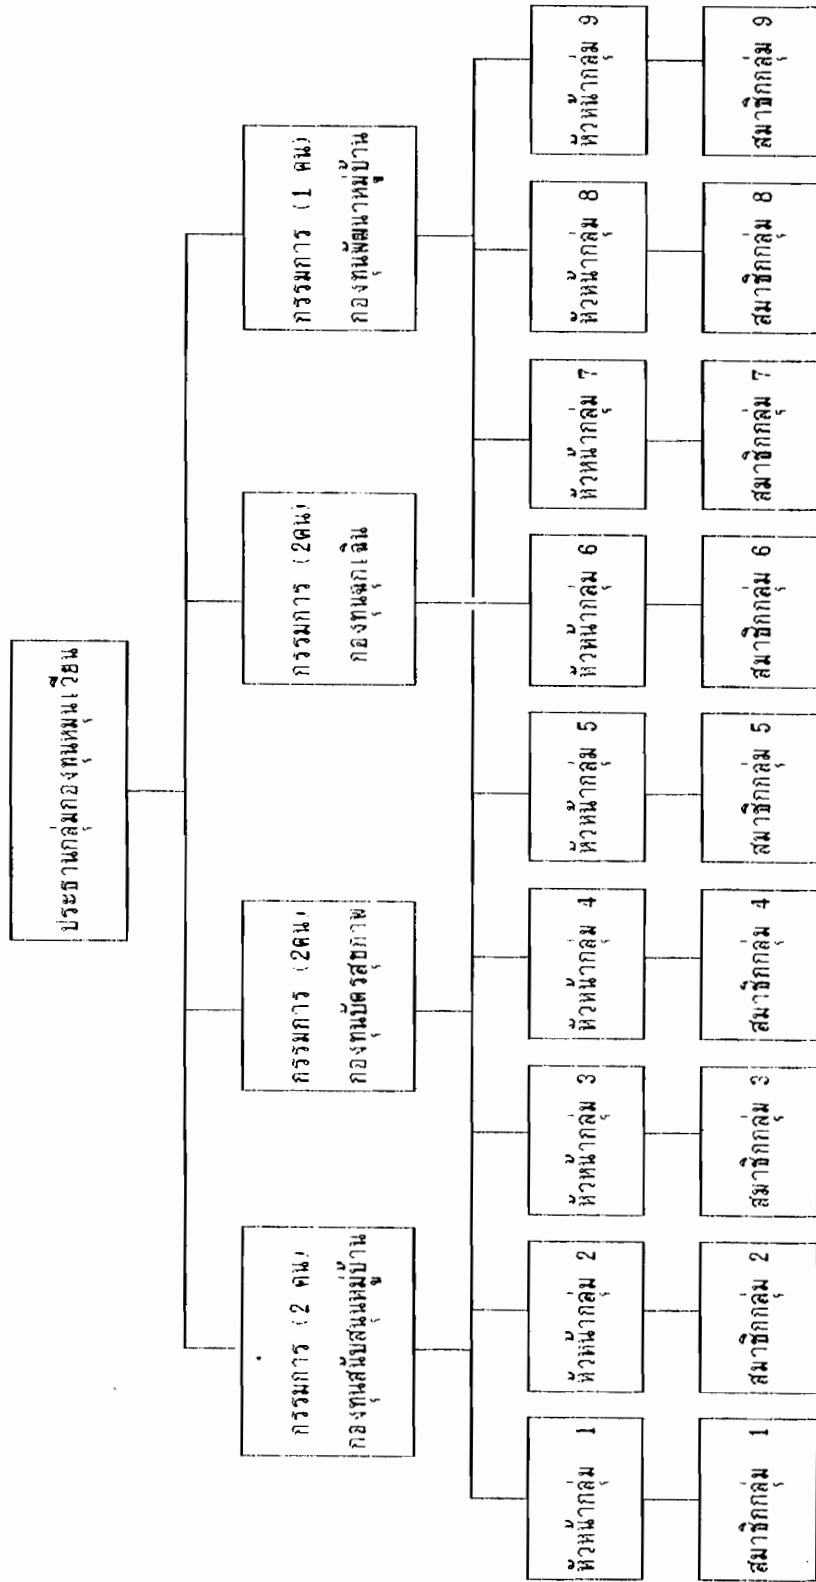 ประธานกลุ่มกองทุนหมุนเวียน
กรรมการ (2 คน)
กองทุนสนับสนุนหมู่บ้าน
กรรมการ (2คน)
กองทุนบัตรสุขภาพ
กรรมการ (2คน)
กองทุนฉุกเฉิน
กรรมการ (1 คน)
กองทุนพัฒนาหมู่บ้าน
หัวหน้ากลุ่ม 1
หัวหน้ากลุ่ม 2
หัวหน้ากลุ่ม 3
หัวหน้ากลุ่ม 4
หัวหน้ากลุ่ม 5
หัวหน้ากลุ่ม 6
หัวหน้ากลุ่ม 7
หัวหน้ากลุ่ม 8
หัวหน้ากลุ่ม 9
สมาชิกกลุ่ม 1
สมาชิกกลุ่ม 2
สมาชิกกลุ่ม 3
สมาชิกกลุ่ม 4
สมาชิกกลุ่ม 5
สมาชิกกลุ่ม 6
สมาชิกกลุ่ม 7
สมาชิกกลุ่ม 8
สมาชิกกลุ่ม 9